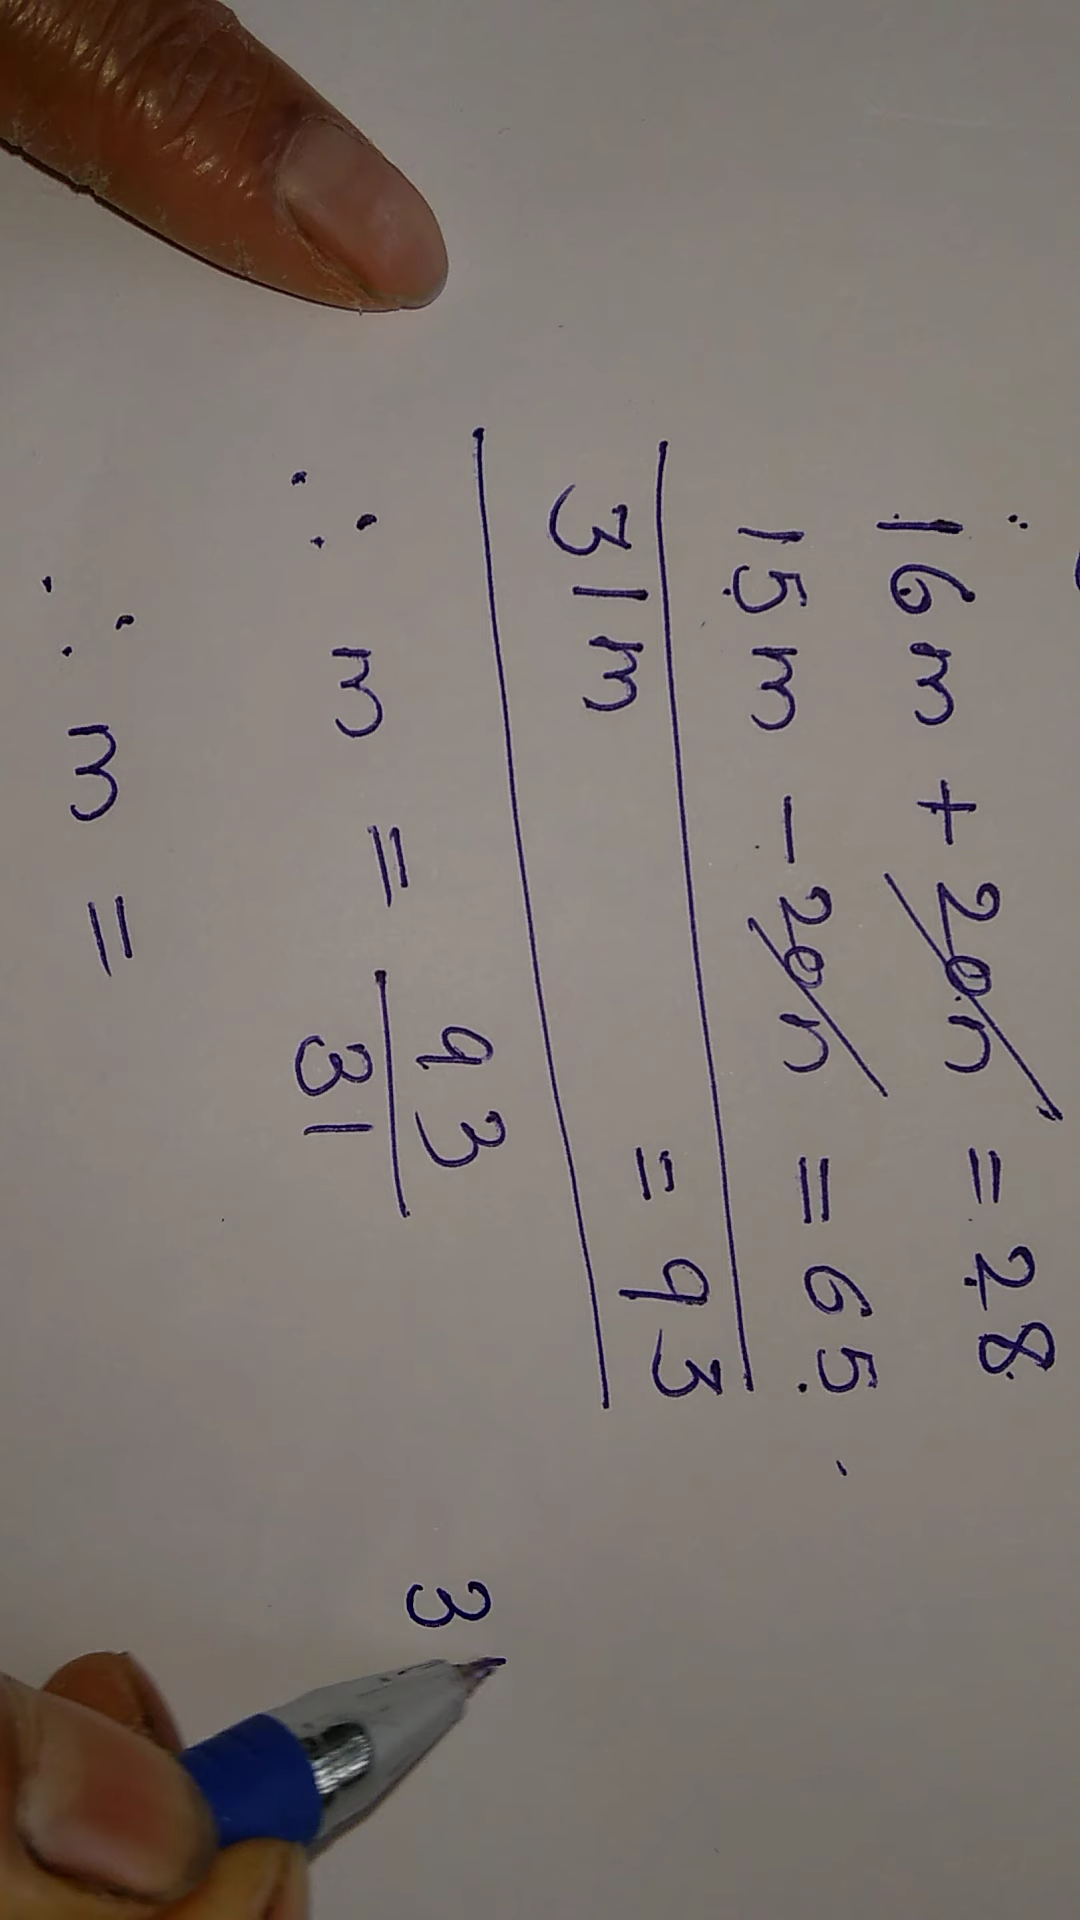 16m + 20n = 28
15m - 20n = 65
31m = 93
∴ m = 93/31
∴ m =
3